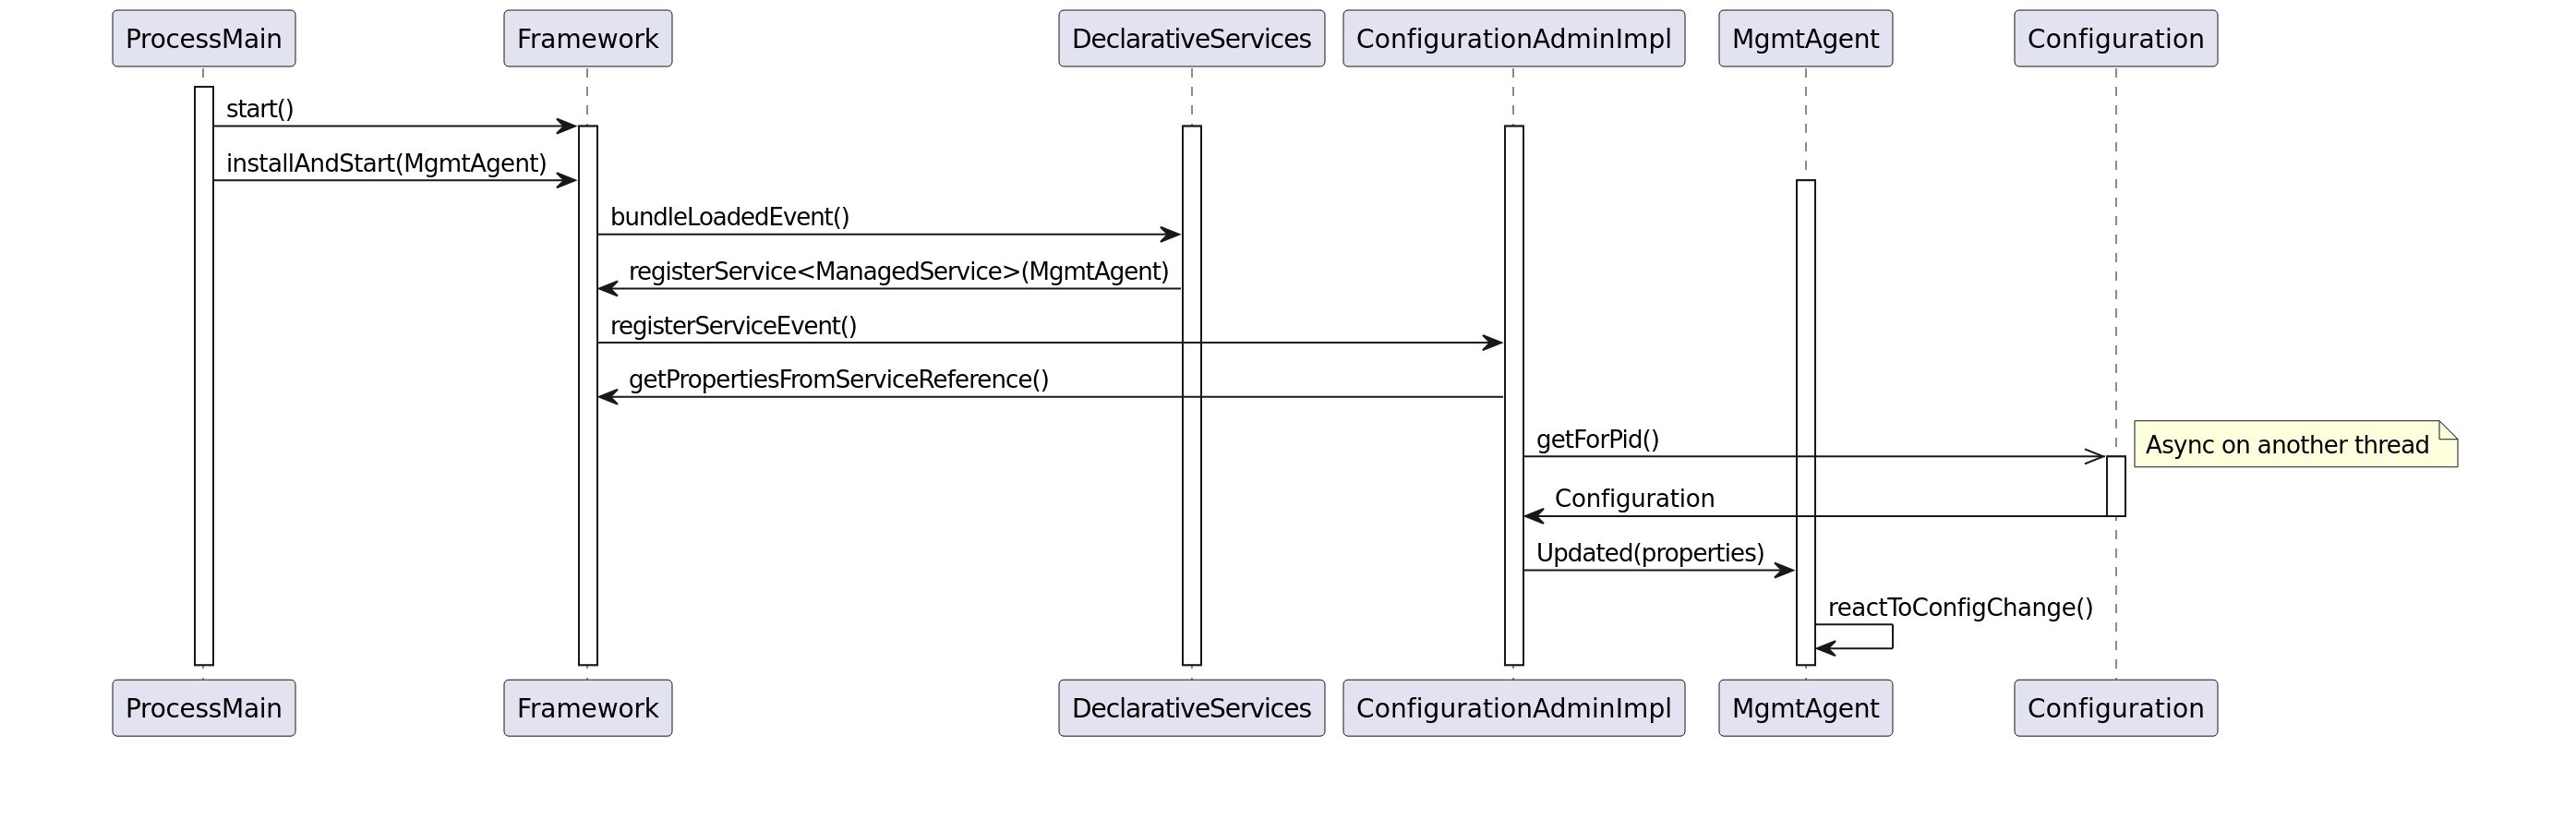 ProcessMain
Framework
DeclarativeServices
ConfigurationAdminImpl
MgmtAgent
Configuration
start()
installAndStart(MgmtAgent)
bundleLoadedEvent()
registerService<ManagedService>(MgmtAgent)
registerServiceEvent()
getPropertiesFromServiceReference()
getForPid()
Async on another thread
Configuration
Updated(properties)
reactToConfigChange()
ProcessMain
Framework
DeclarativeServices
ConfigurationAdminImpl
MgmtAgent
Configuration